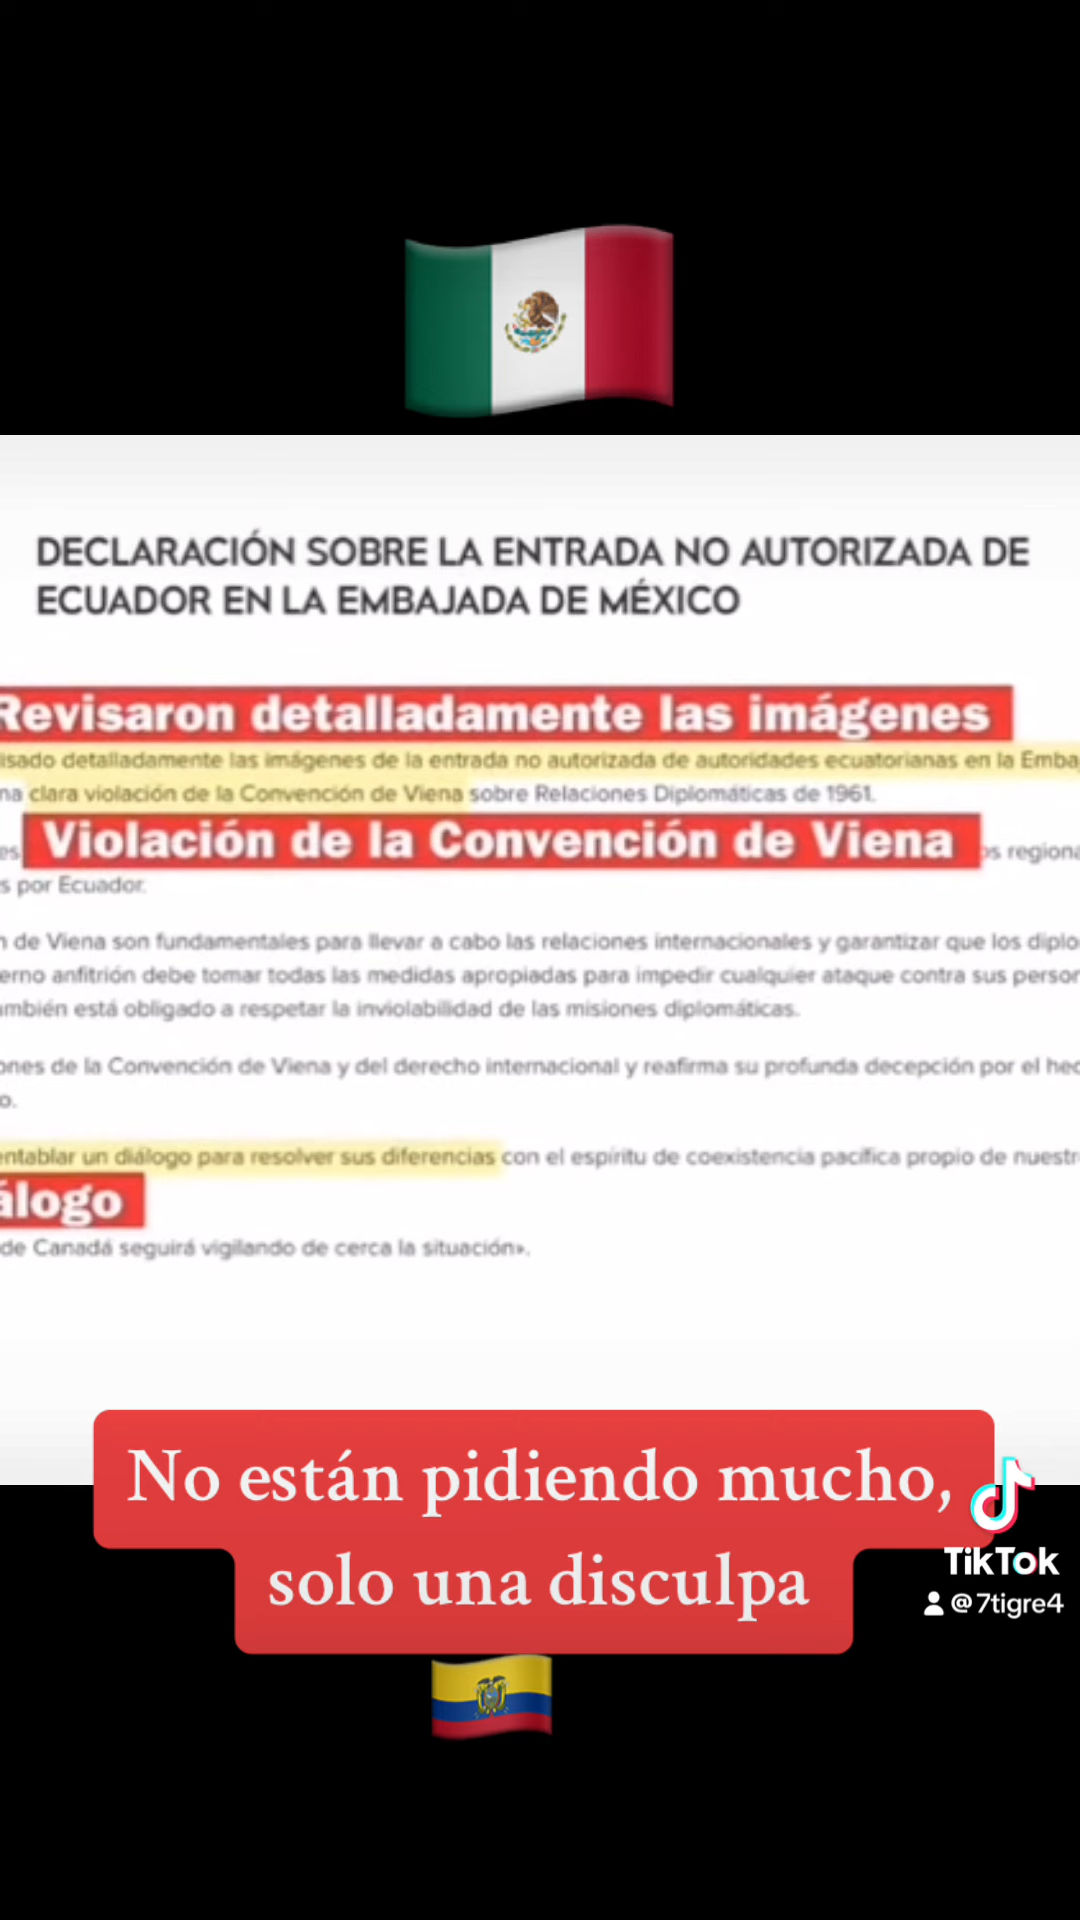 DECLARACIÓN SOBRE LA ENTRADA NO AUTORIZADA DE
ECUADOR EN LA EMBAJADA DE MÉXICO
Revisaron detalladamente las imágenes
isado detalladamente las imágenes de la entrada no autorizada de autoridades ecuatorianas en la Emba
na clara violación de la Convención de Viena sobre Relaciones Diplomáticas de 1961.
es Violación de la Convención de Viena os regiona
s por Ecuador.
n de Viena son fundamentales para llevar a cabo las relaciones internacionales y garantizar que los diplo
erno anfitrión debe tomar todas las medidas apropiadas para impedir cualquier ataque contra sus person
mbién está obligado a respetar la inviolabilidad de las misiones diplomáticas.
ones de la Convención de Viena y del derecho internacional y reafirma su profunda decepción por el hec
o.
entablar un diálogo para resolver sus diferencias con el espíritu de coexistencia pacífica propio de nuestr
álogo
de Canadá seguirá vigilando de cerca la situación».
No están pidiendo mucho,
solo una disculpa
TikTok
@7tigre4